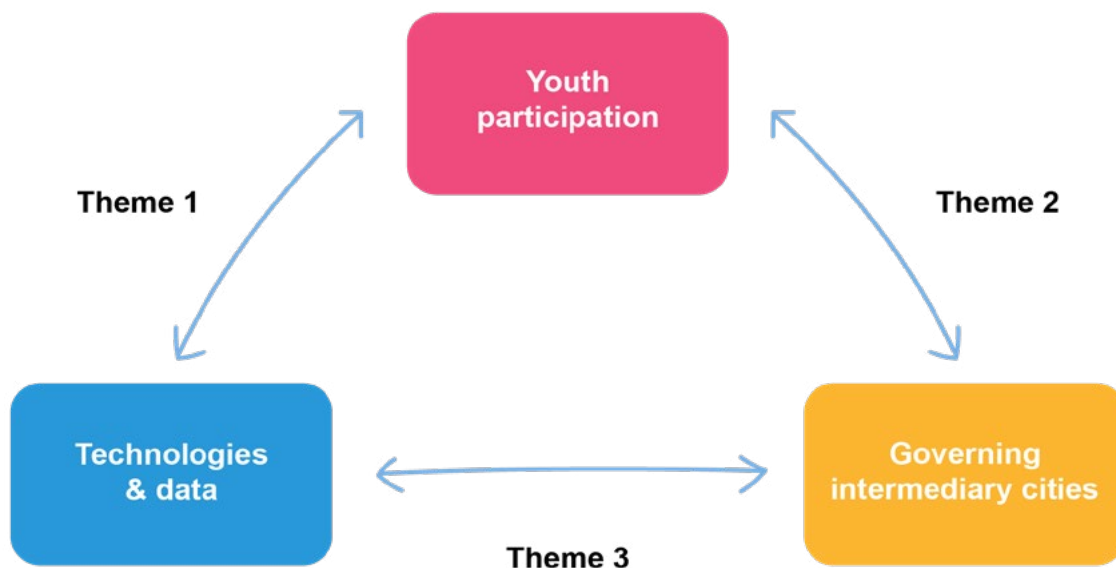 Youth
participation
Theme 1
Theme 2
Technologies
& data
Governing
intermediary cities
Theme 3